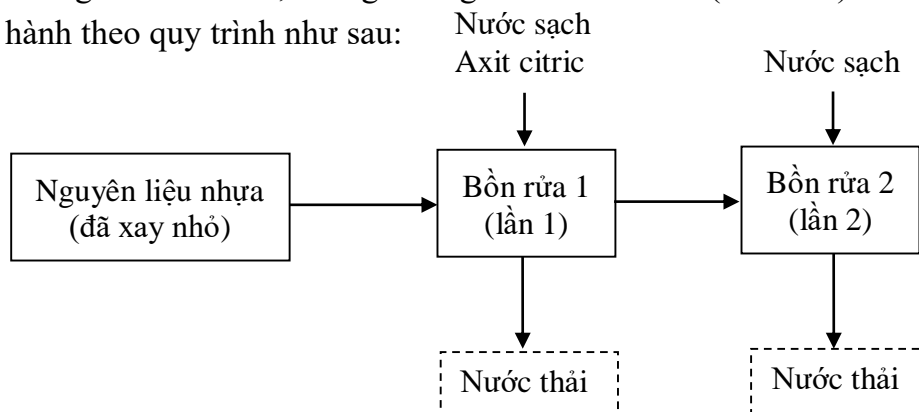 hành theo quy trình như sau:
Nước sạch
Axit citric
Nước sạch
Nguyên liệu nhựa
(đã xay nhỏ)
Bồn rửa 1
(lần 1)
Bồn rửa 2
(lần 2)
Nước thải
Nước thải